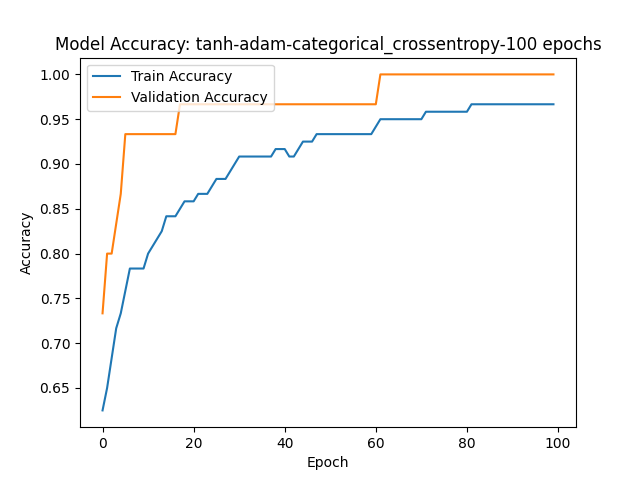 Model Accuracy: tanh-adam-categorical_crossentropy-100 epochs
Train Accuracy
Validation Accuracy
1.00
0.95
0.90
0.85
0.80
0.75
0.70
0.65
Accuracy
0 20 40 60 80 100
Epoch